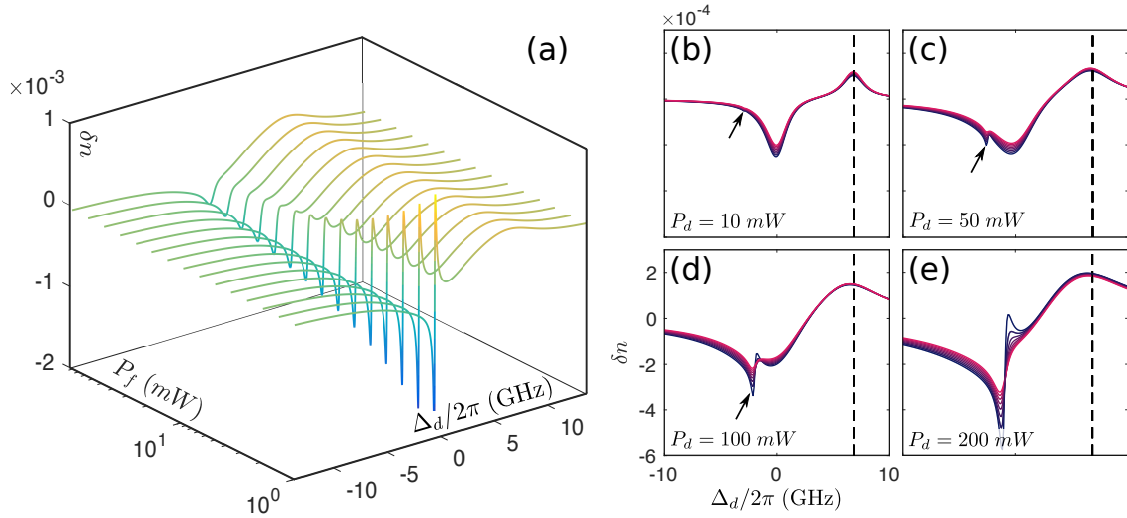 (a)
×10⁻³
1
δn
0
-1
-2
P_f (mW)
10¹
10⁰
Δ_d/2π (GHz)
-10
-5
0
5
10
×10⁻⁴
(b)
P_d = 10 mW
(c)
P_d = 50 mW
(d)
2
0
-2
-4
-6
δn
P_d = 100 mW
-10
0
10
Δ_d/2π (GHz)
(e)
P_d = 200 mW